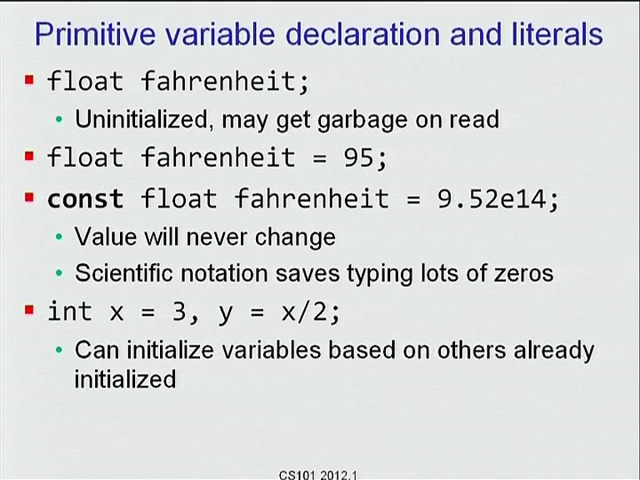 Primitive variable declaration and literals
float fahrenheit;
Uninitialized, may get garbage on read
float fahrenheit = 95;
const float fahrenheit = 9.52e14;
Value will never change
Scientific notation saves typing lots of zeros
int x = 3, y = x/2;
Can initialize variables based on others already
initialized
CS101 2012.1